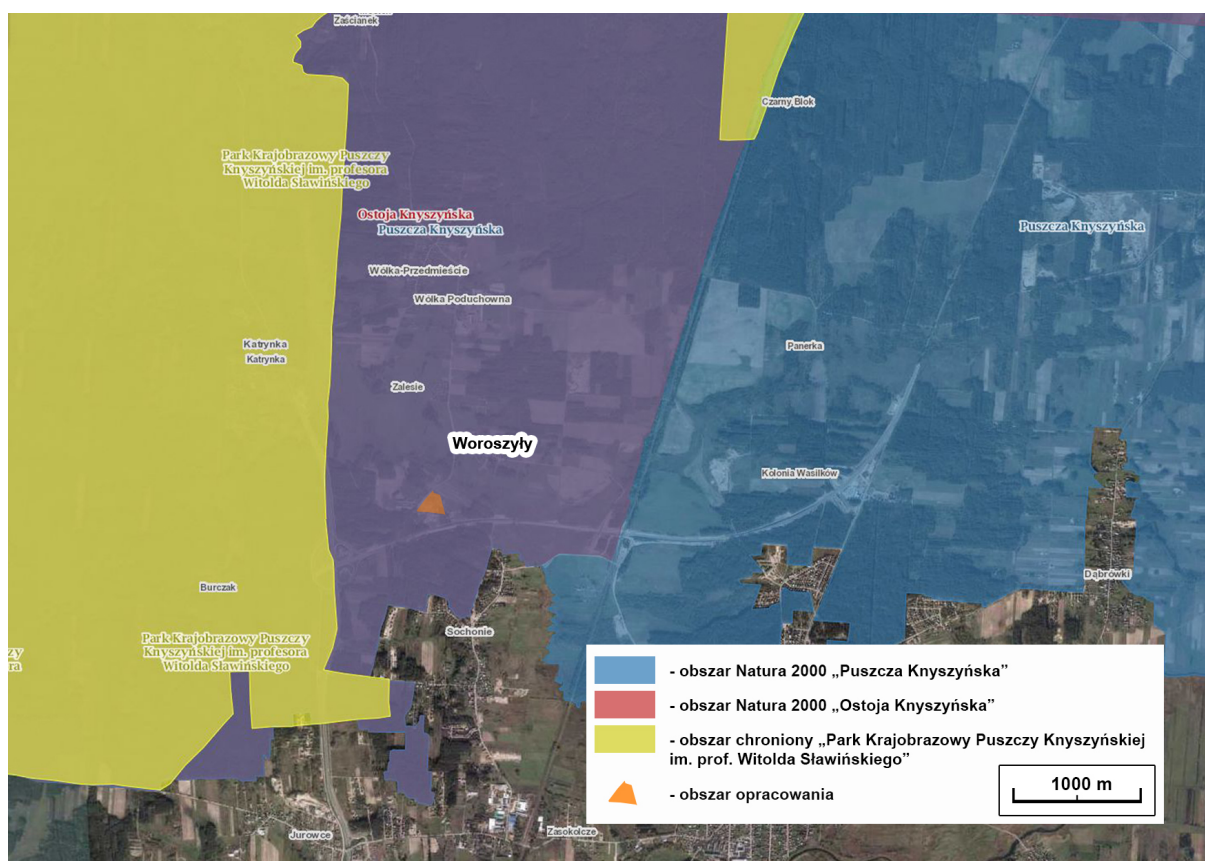 Zaścianek
Czarny Blok
Park Krajobrazowy Puszczy
Knyszyńskiej im. profesora
Witolda Sławińskiego
Ostoja Knyszyńska
Puszcza Knyszyńska
Puszcza Knyszyńska
Wólka-Przedmieście
Wólka Poduchowna
Katrynka
Katrynka
Panerka
Zalesie
Woroszyły
Kolonia Wasilków
Burczak
Dąbrówki
Sochonie
Park Krajobrazowy Puszczy
Knyszyńskiej im. profesora
Witolda Sławińskiego
zy
ra
- obszar Natura 2000 „Puszcza Knyszyńska”
- obszar Natura 2000 „Ostoja Knyszyńska”
- obszar chroniony „Park Krajobrazowy Puszczy Knyszyńskiej
im. prof. Witolda Sławińskiego”
- obszar opracowania
1000 m
Jurowce
Zasokolcze